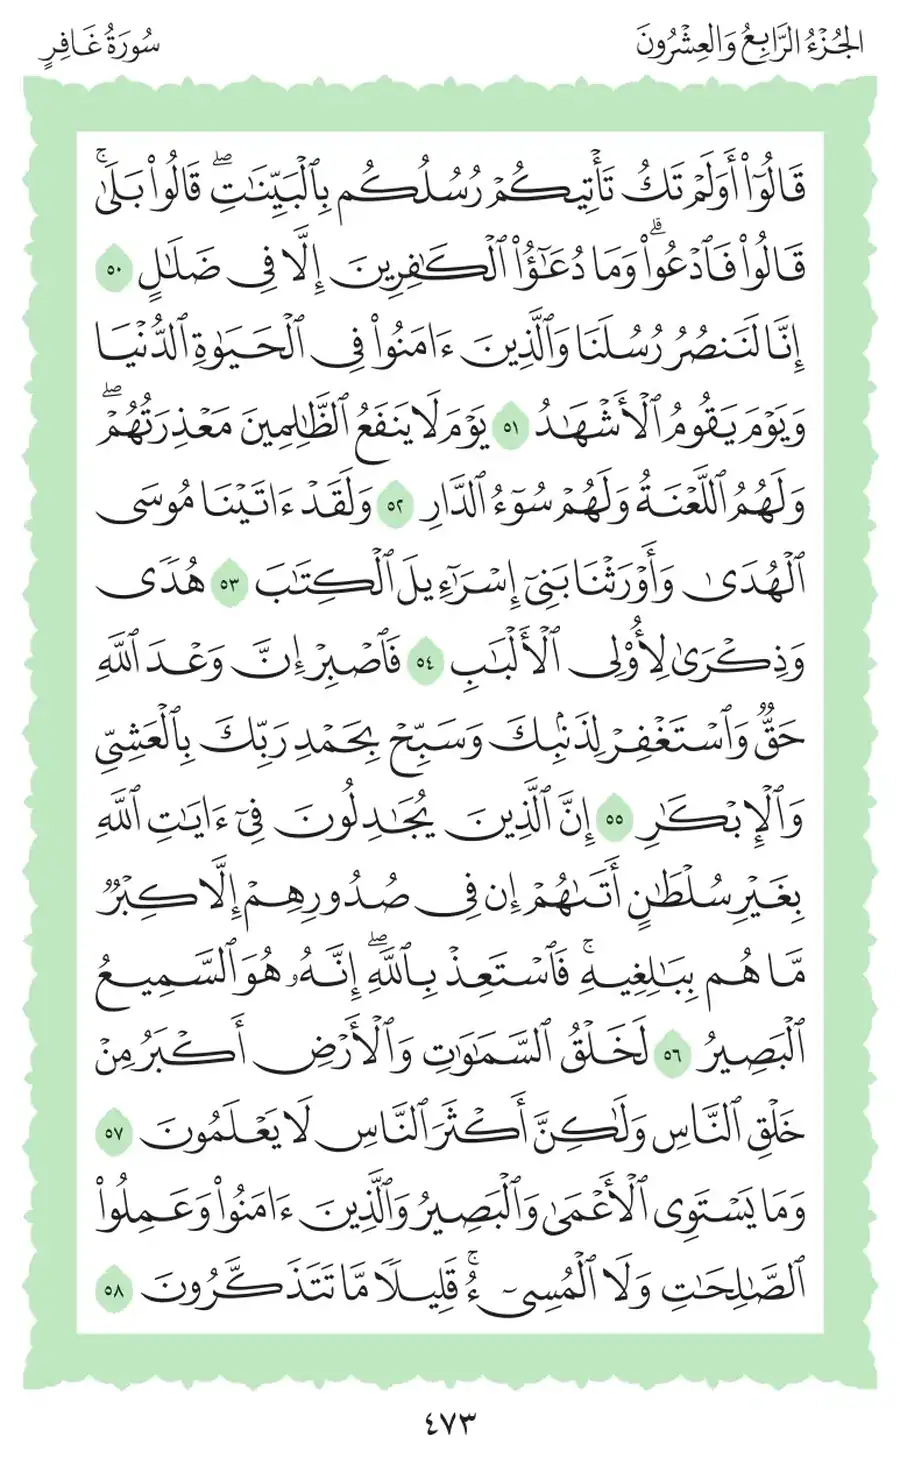 الجُزْءُ الرَّابِعُ وَالعِشْرُونَ
سُورَةُ غَافِرٍ
قَالُوٓاْ أَوَلَمْ تَكُ تَأْتِيكُمْ رُسُلُكُم بِٱلْبَيِّنَٰتِۖ قَالُواْ بَلَىٰۚ
قَالُواْ فَٱدْعُواْۗ وَمَا دُعَٰٓؤُاْ ٱلْكَٰفِرِينَ إِلَّا فِى ضَلَٰلٍ ٥٠
إِنَّا لَنَنصُرُ رُسُلَنَا وَٱلَّذِينَ ءَامَنُواْ فِى ٱلْحَيَوٰةِ ٱلدُّنْيَا
وَيَوْمَ يَقُومُ ٱلْأَشْهَٰدُ ٥١ يَوْمَ لَا يَنفَعُ ٱلظَّٰلِمِينَ مَعْذِرَتُهُمْۖ
وَلَهُمُ ٱللَّعْنَةُ وَلَهُمْ سُوٓءُ ٱلدَّارِ ٥٢ وَلَقَدْ ءَاتَيْنَا مُوسَى
ٱلْهُدَىٰ وَأَوْرَثْنَا بَنِىٓ إِسْرَٰٓءِيلَ ٱلْكِتَٰبَ ٥٣ هُدًى
وَذِكْرَىٰ لِأُوْلِى ٱلْأَلْبَٰبِ ٥٤ فَٱصْبِرْ إِنَّ وَعْدَ ٱللَّهِ
حَقٌّ وَٱسْتَغْفِرْ لِذَنۢبِكَ وَسَبِّحْ بِحَمْدِ رَبِّكَ بِٱلْعَشِىِّ
وَٱلْإِبْكَٰرِ ٥٥ إِنَّ ٱلَّذِينَ يُجَٰدِلُونَ فِىٓ ءَايَٰتِ ٱللَّهِ
بِغَيْرِ سُلْطَٰنٍ أَتَىٰهُمْ إِن فِى صُدُورِهِمْ إِلَّا كِبْرٌ
مَّا هُم بِبَٰلِغِيهِۚ فَٱسْتَعِذْ بِٱللَّهِۖ إِنَّهُۥ هُوَ ٱلسَّمِيعُ
ٱلْبَصِيرُ ٥٦ لَخَلْقُ ٱلسَّمَٰوَٰتِ وَٱلْأَرْضِ أَكْبَرُ مِنْ
خَلْقِ ٱلنَّاسِ وَلَٰكِنَّ أَكْثَرَ ٱلنَّاسِ لَا يَعْلَمُونَ ٥٧
وَمَا يَسْتَوِى ٱلْأَعْمَىٰ وَٱلْبَصِيرُ وَٱلَّذِينَ ءَامَنُواْ وَعَمِلُواْ
ٱلصَّٰلِحَٰتِ وَلَا ٱلْمُسِىٓءُۚ قَلِيلًا مَّا تَتَذَكَّرُونَ ٥٨
٤٧٣